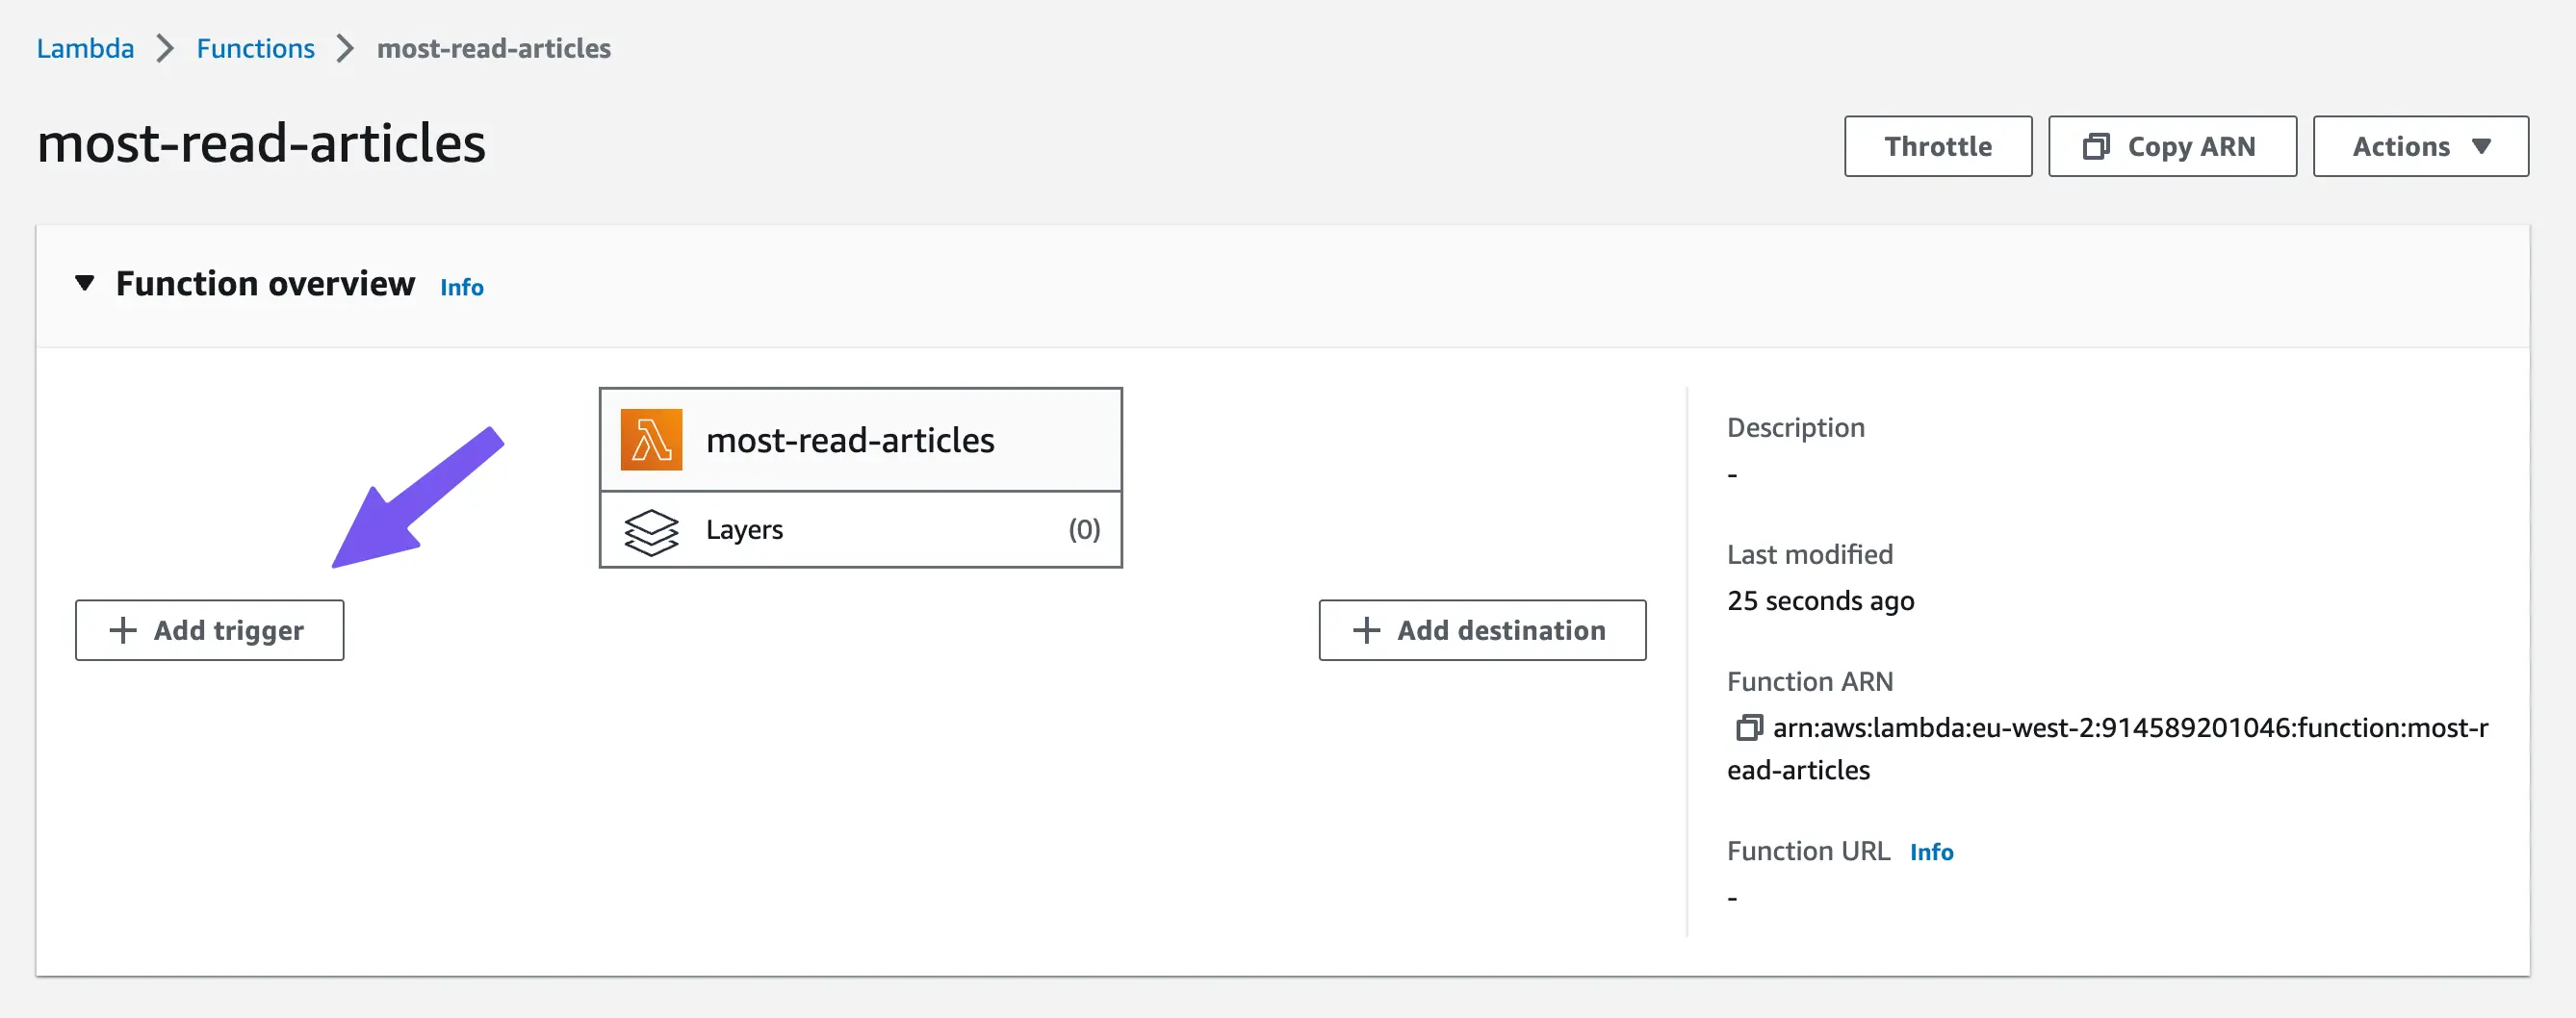 Lambda Functions most-read-articles
most-read-articles
Throttle
Copy ARN
Actions
Function overview Info
most-read-articles
Layers (0)
Add trigger
Add destination
Description
-
Last modified
25 seconds ago
Function ARN
arn:aws:lambda:eu-west-2:914589201046:function:most-r
ead-articles
Function URL Info
-